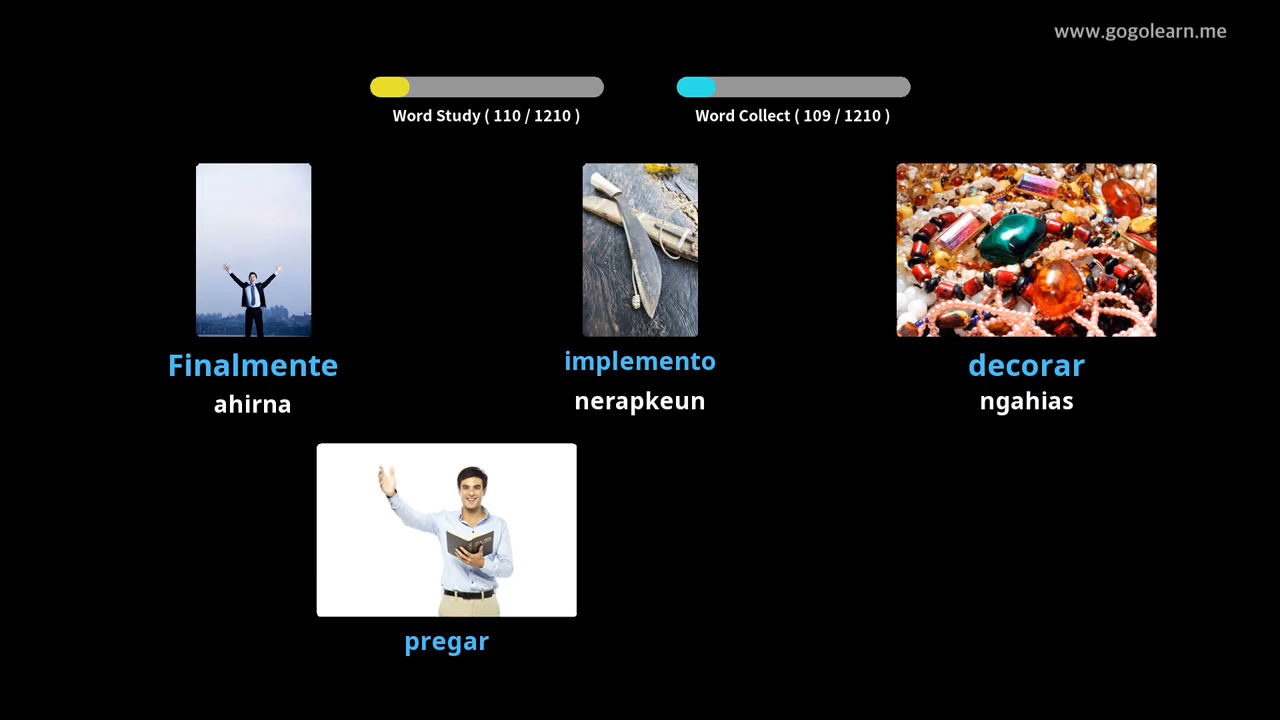 www.gogolearn.me
Word Study ( 110 / 1210 )
Word Collect ( 109 / 1210 )
Finalmente
ahirna
implemento
nerapkeun
decorar
ngahias
pregar